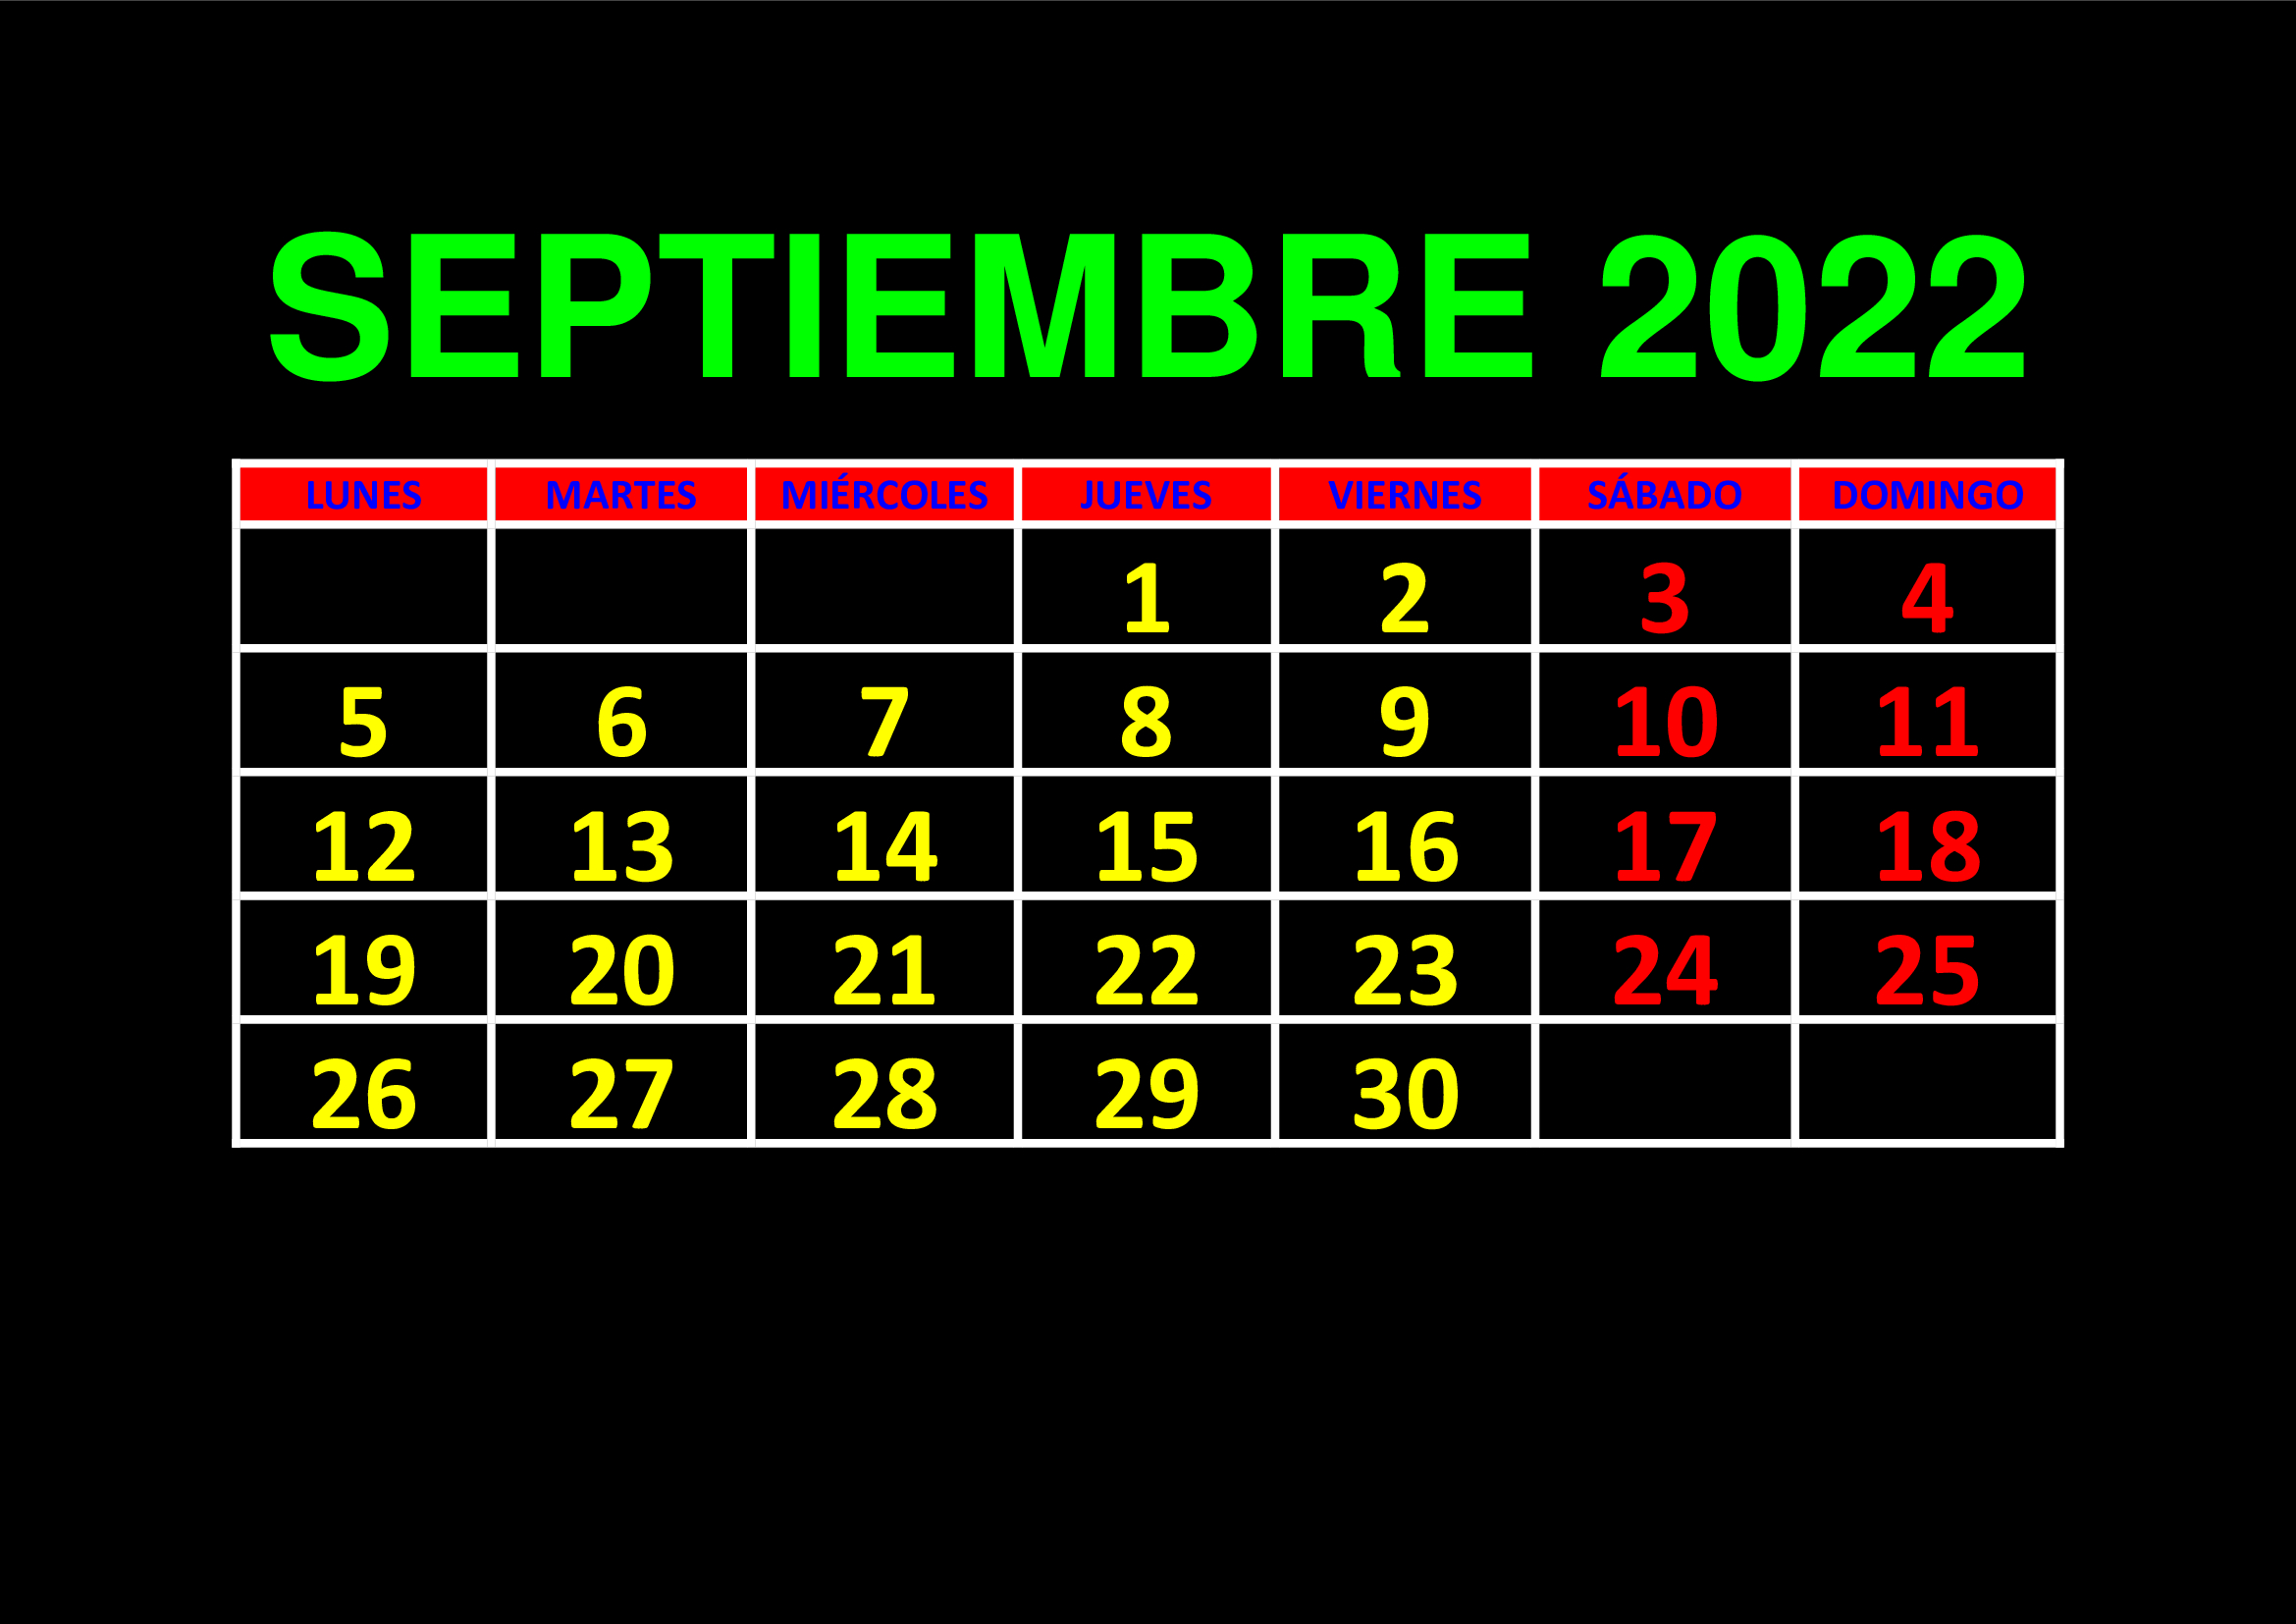 SEPTIEMBRE 2022
LUNES MARTES MIÉRCOLES JUEVES VIERNES SÁBADO DOMINGO
1 2 3 4
5 6 7 8 9 10 11
12 13 14 15 16 17 18
19 20 21 22 23 24 25
26 27 28 29 30